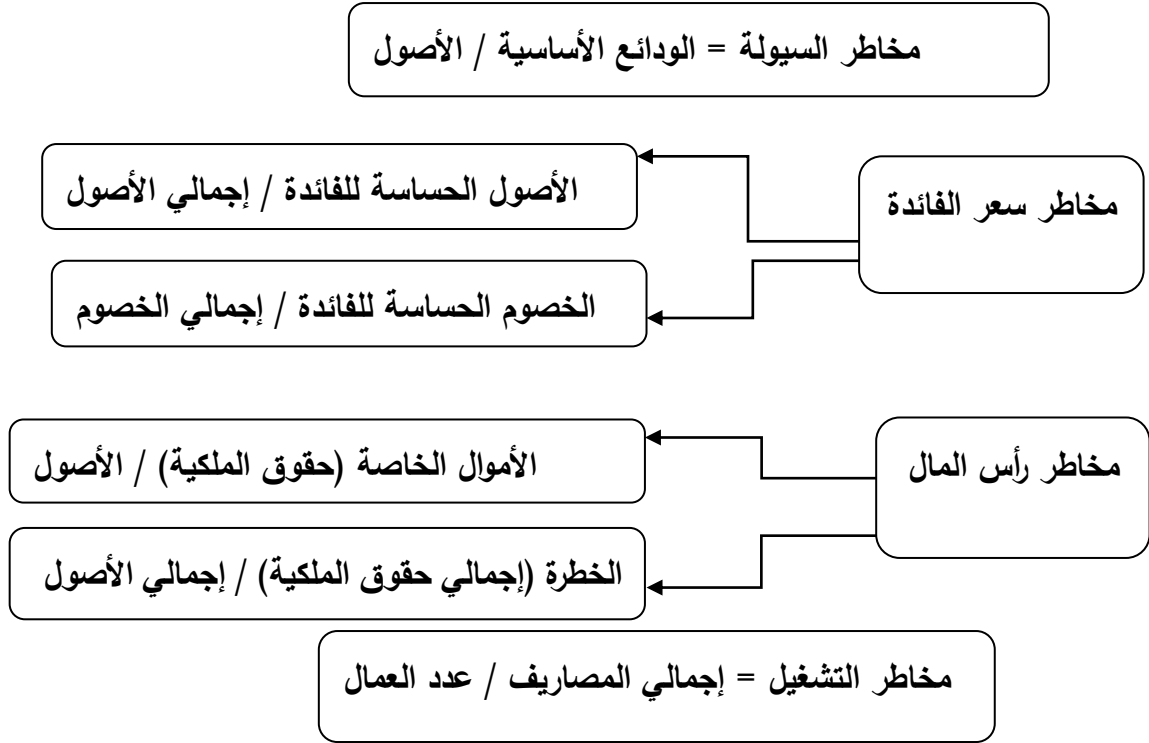 مخاطر السيولة = الودائع الأساسية / الأصول
مخاطر سعر الفائدة
الأصول الحساسة للفائدة / إجمالي الأصول
الخصوم الحساسة للفائدة / إجمالي الخصوم
مخاطر رأس المال
الأموال الخاصة (حقوق الملكية) / الأصول
الخطرة (إجمالي حقوق الملكية) / إجمالي الأصول
مخاطر التشغيل = إجمالي المصاريف / عدد العمال